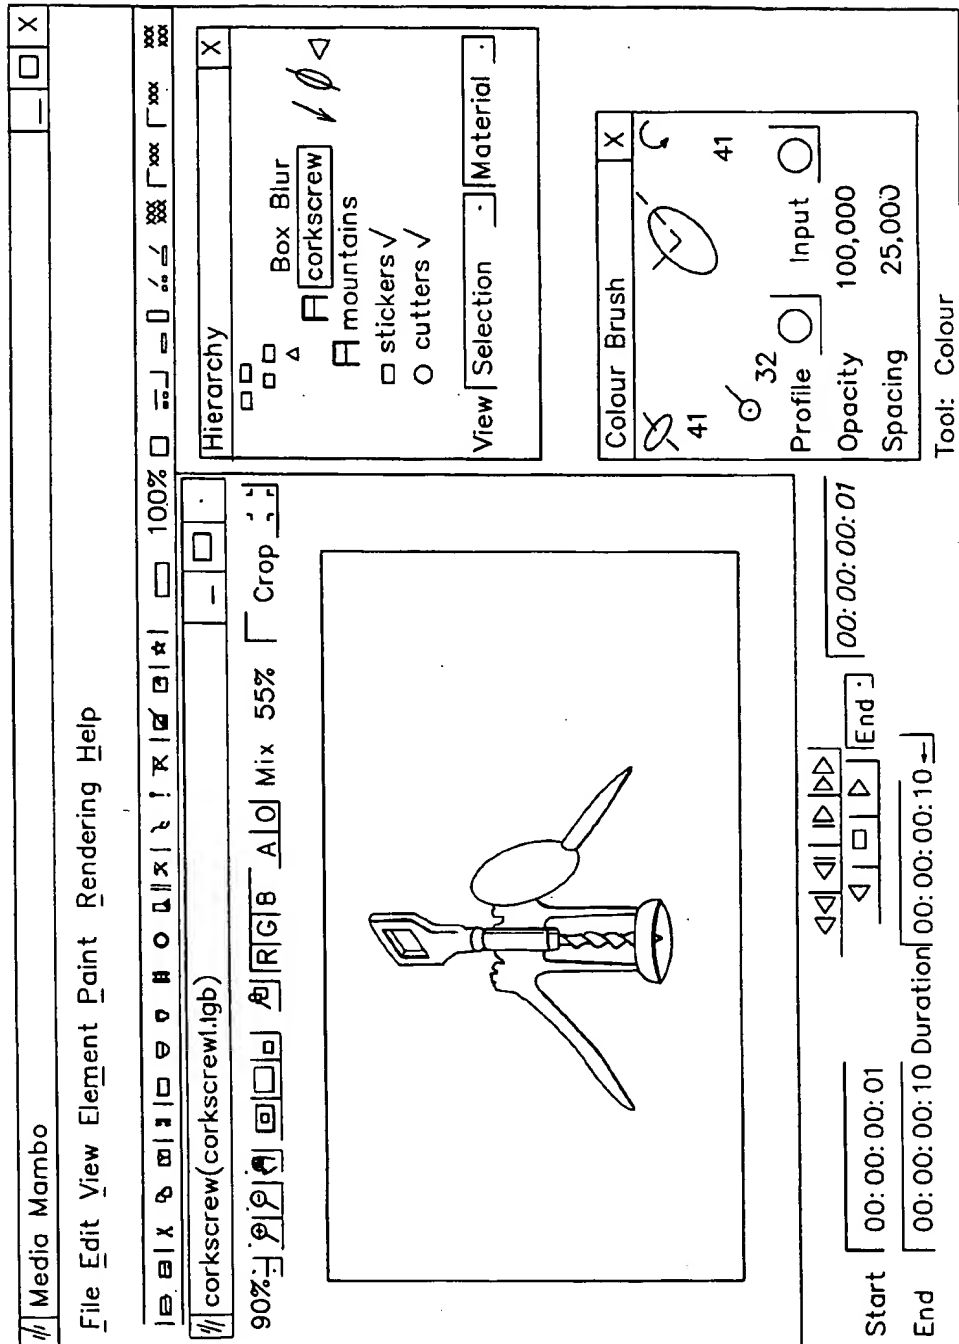 Media Mambo
X
File Edit View Element Paint Rendering Help
100%
corkscrew(corkscrew1.tgb)
90%
R G B A O Mix 55% Crop
Start 00:00:00:01
End 00:00:00:10 Duration 00:00:00:10
End
00:00:00:01
Hierarchy X
Box Blur
corkscrew
mountains
stickers ✓
cutters ✓
View Selection Material
Colour Brush X
41
41
32
Profile Input
Opacity 100,000
Spacing 25,000
Tool: Colour